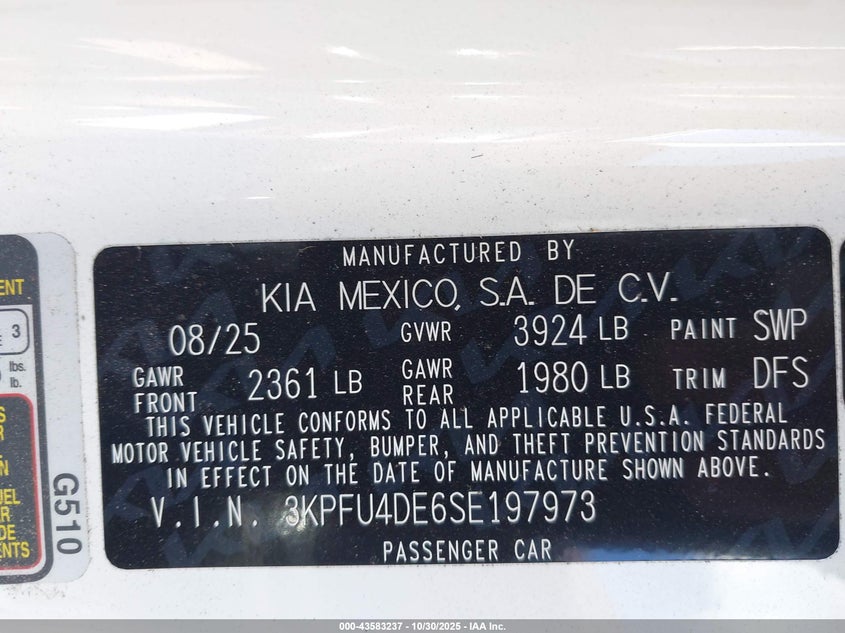 MANUFACTURED BY
KIA MEXICO, S.A. DE C.V.
08/25 GVWR 3924 LB PAINT SWP
GAWR FRONT 2361 LB GAWR REAR 1980 LB TRIM DFS
THIS VEHICLE CONFORMS TO ALL APPLICABLE U.S.A. FEDERAL
MOTOR VEHICLE SAFETY, BUMPER, AND THEFT PREVENTION STANDARDS
IN EFFECT ON THE DATE OF MANUFACTURE SHOWN ABOVE.
V.I.N. 3KPFU4DE6SE197973
PASSENGER CAR
G510
3
lbs.
lb.
000-43583237 - 10/30/2025 - IAA Inc.